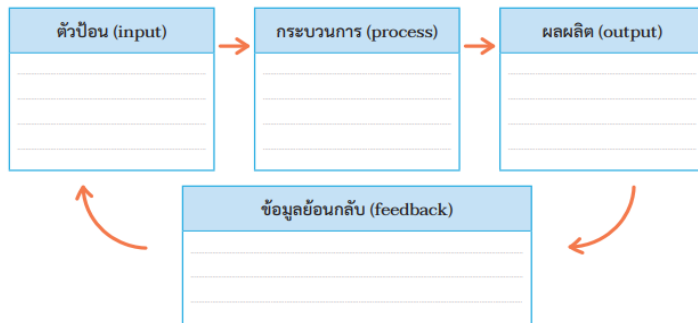 ตัวป้อน (input)
กระบวนการ (process)
ผลผลิต (output)
ข้อมูลย้อนกลับ (feedback)